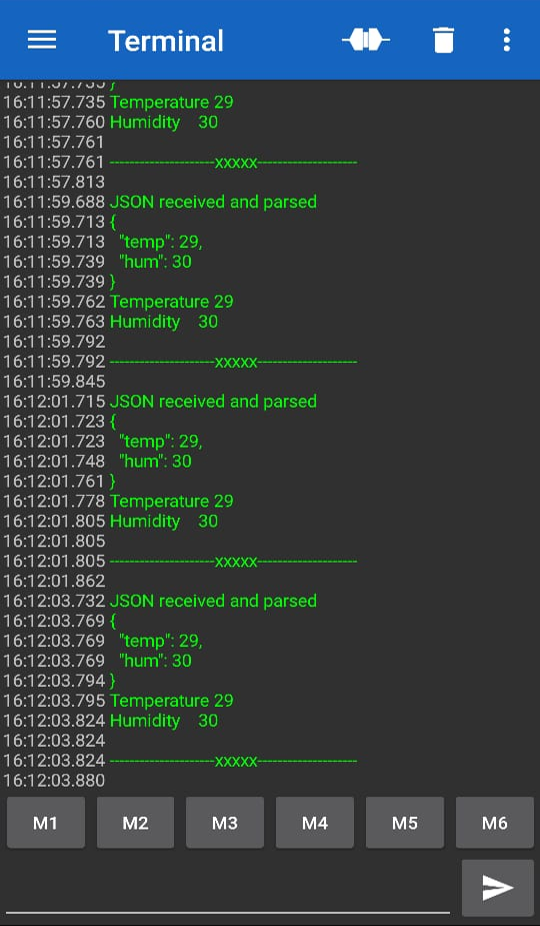 Terminal
16:11:57.735 }
16:11:57.735 Temperature 29
16:11:57.760 Humidity 30
16:11:57.761
16:11:57.761 ---------------------xxxxx--------------------
16:11:57.813
16:11:59.688 JSON received and parsed
16:11:59.713 {
16:11:59.713 "temp": 29,
16:11:59.739 "hum": 30
16:11:59.739 }
16:11:59.762 Temperature 29
16:11:59.763 Humidity 30
16:11:59.792
16:11:59.792 ---------------------xxxxx--------------------
16:11:59.845
16:12:01.715 JSON received and parsed
16:12:01.723 {
16:12:01.723 "temp": 29,
16:12:01.748 "hum": 30
16:12:01.761 }
16:12:01.778 Temperature 29
16:12:01.805 Humidity 30
16:12:01.805
16:12:01.805 ---------------------xxxxx--------------------
16:12:01.862
16:12:03.732 JSON received and parsed
16:12:03.769 {
16:12:03.769 "temp": 29,
16:12:03.769 "hum": 30
16:12:03.794 }
16:12:03.795 Temperature 29
16:12:03.824 Humidity 30
16:12:03.824
16:12:03.824 ---------------------xxxxx--------------------
16:12:03.880
M1 M2 M3 M4 M5 M6